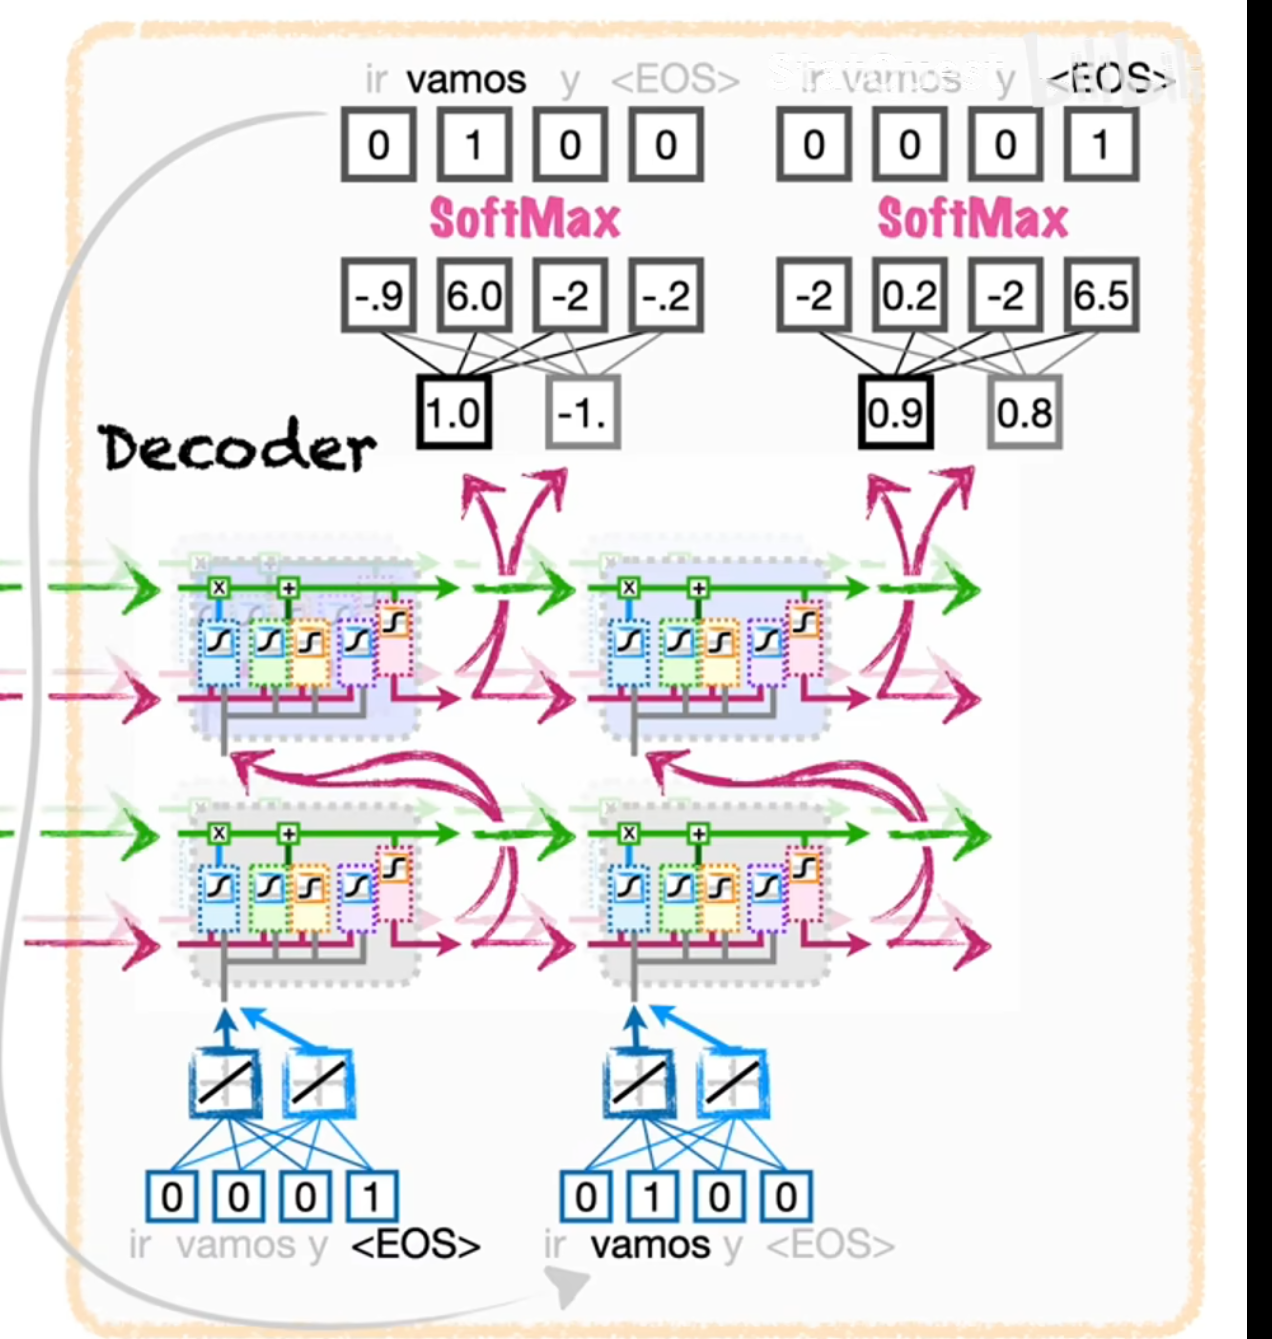 ir vamos y <EOS> ir vamos y <EOS>
0 1 0 0 0 0 0 1
SoftMax SoftMax
-.9 6.0 -2 -.2 -2 0.2 -2 6.5
1.0 -1. 0.9 0.8
Decoder
x + x +
x + x +
0 0 0 1 0 1 0 0
ir vamos y <EOS> ir vamos y <EOS>